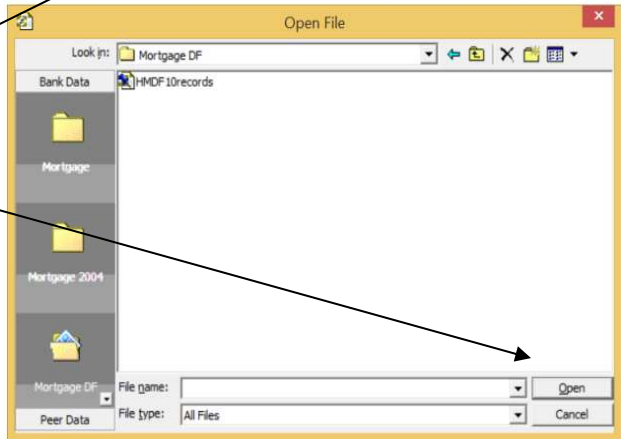 Open File
Look in: Mortgage DF
Bank Data
HMDF10records
Mortgage
Mortgage 2004
Mortgage DF
Peer Data
File name:
Open
File type: All Files
Cancel